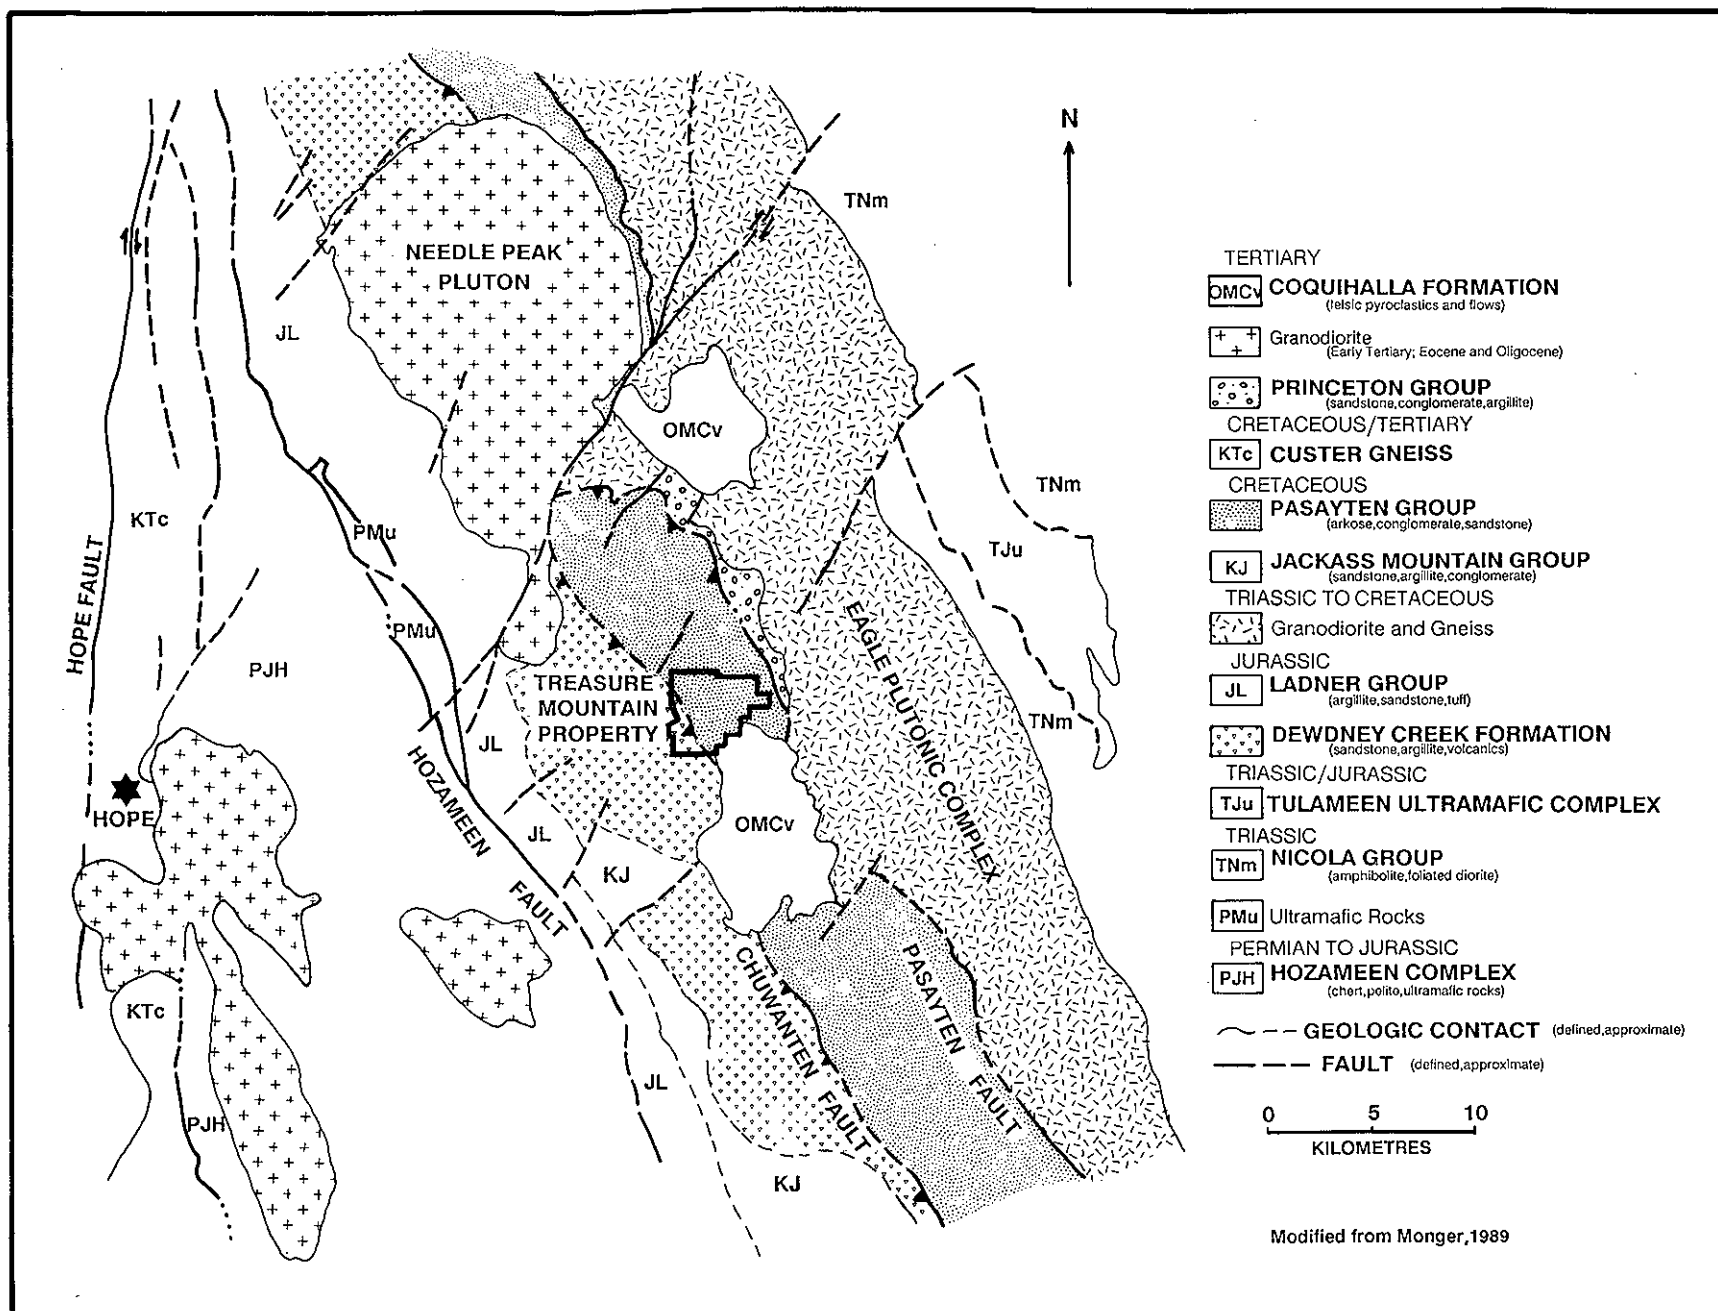 N
TNm
NEEDLE PEAK
PLUTON
JL
OMCv
TNm
KTc
PMu
TJu
HOPE FAULT
PMu
PJH
EAGLE PLUTONIC COMPLEX
TREASURE
MOUNTAIN
PROPERTY
TNm
JL
HOZAMEEN FAULT
HOPE
OMCv
JL
KJ
CHUWANTEN FAULT
PASAYTEN FAULT
KTc
JL
PJH
KJ
TERTIARY
OMCv COQUIHALLA FORMATION
(felsic pyroclastics and flows)
Granodiorite
(Early Tertiary; Eocene and Oligocene)
PRINCETON GROUP
(sandstone,conglomerate,argillite)
CRETACEOUS/TERTIARY
KTc CUSTER GNEISS
CRETACEOUS
PASAYTEN GROUP
(arkose,conglomerate,sandstone)
KJ JACKASS MOUNTAIN GROUP
(sandstone,argillite,conglomerate)
TRIASSIC TO CRETACEOUS
Granodiorite and Gneiss
JURASSIC
JL LADNER GROUP
(argillite,sandstone,tuff)
DEWDNEY CREEK FORMATION
(sandstone,argillite,volcanics)
TRIASSIC/JURASSIC
TJu TULAMEEN ULTRAMAFIC COMPLEX
TRIASSIC
TNm NICOLA GROUP
(amphibolite,foliated diorite)
PMu Ultramafic Rocks
PERMIAN TO JURASSIC
PJH HOZAMEEN COMPLEX
(chert,pelite,ultramafic rocks)
GEOLOGIC CONTACT (defined,approximate)
FAULT (defined,approximate)
0 5 10
KILOMETRES
Modified from Monger,1989